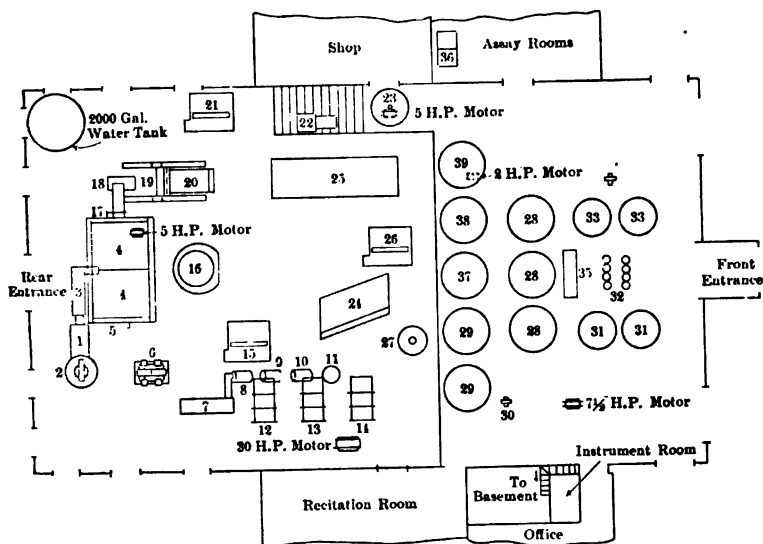 Shop
Assay Rooms
36
2000 Gal.
Water Tank
21
22
23
5 H.P. Motor
18
19
20
25
39
2 H.P. Motor
17
4
5 H.P. Motor
38
28
33
33
26
16
Rear
Entrance
3
4
37
28
35
32
Front
Entrance
24
5
1
15
27
29
28
31
31
2
6
9
10
11
8
7
29
30
7½ H.P. Motor
12
13
14
30 H.P. Motor
Instrument Room
To
Basement
Recitation Room
Office